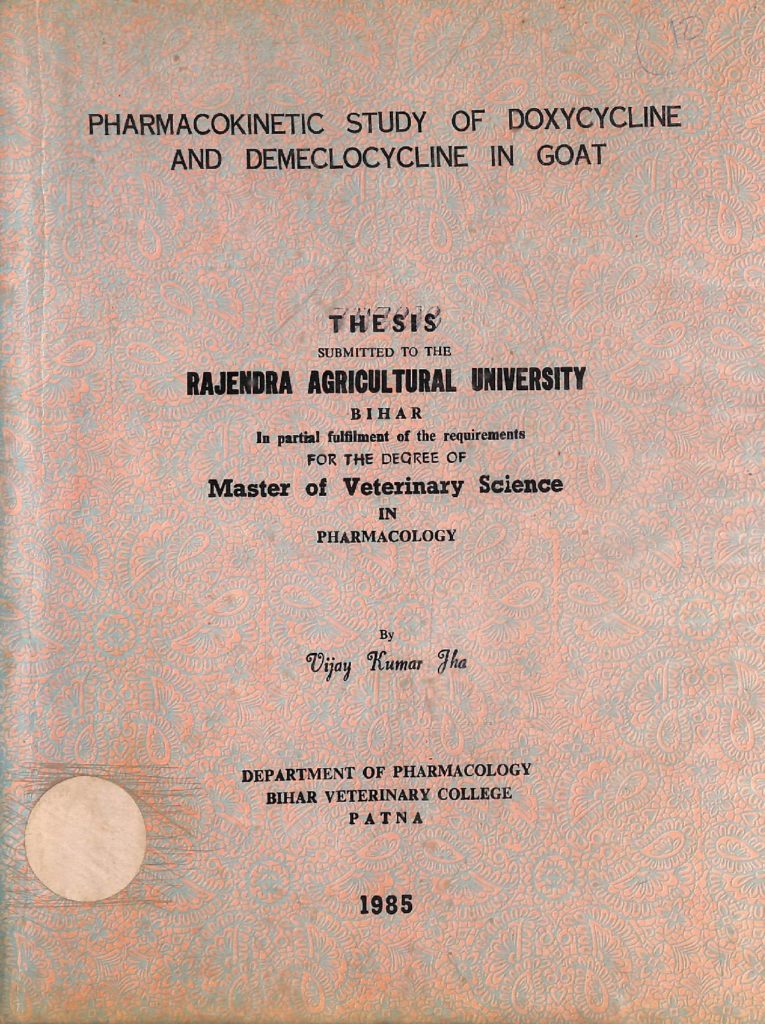 12
PHARMACOKINETIC STUDY OF DOXYCYCLINE
AND DEMECLOCYCLINE IN GOAT
THESIS
SUBMITTED TO THE
RAJENDRA AGRICULTURAL UNIVERSITY
BIHAR
In partial fulfilment of the requirements
FOR THE DEGREE OF
Master of Veterinary Science
IN
PHARMACOLOGY
By
Vijay Kumar Jha
DEPARTMENT OF PHARMACOLOGY
BIHAR VETERINARY COLLEGE
PATNA
1985